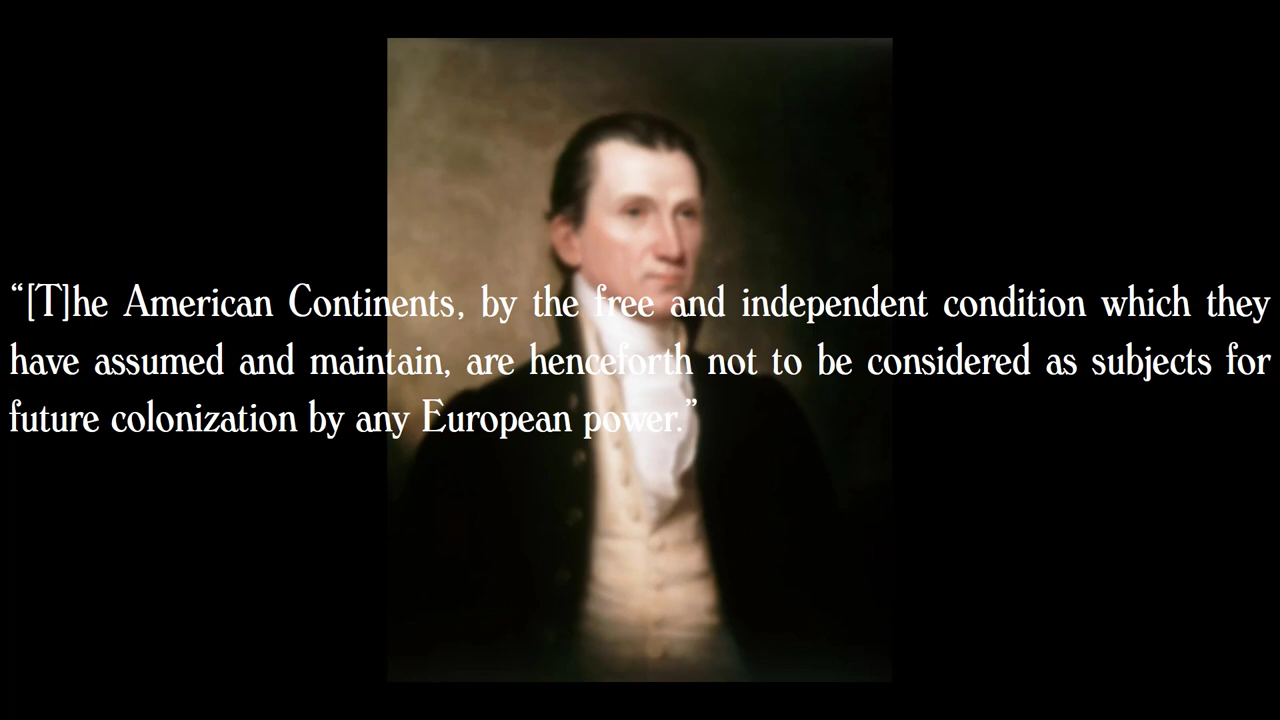 “[T]he American Continents, by the free and independent condition which they
have assumed and maintain, are henceforth not to be considered as subjects for
future colonization by any European power.”